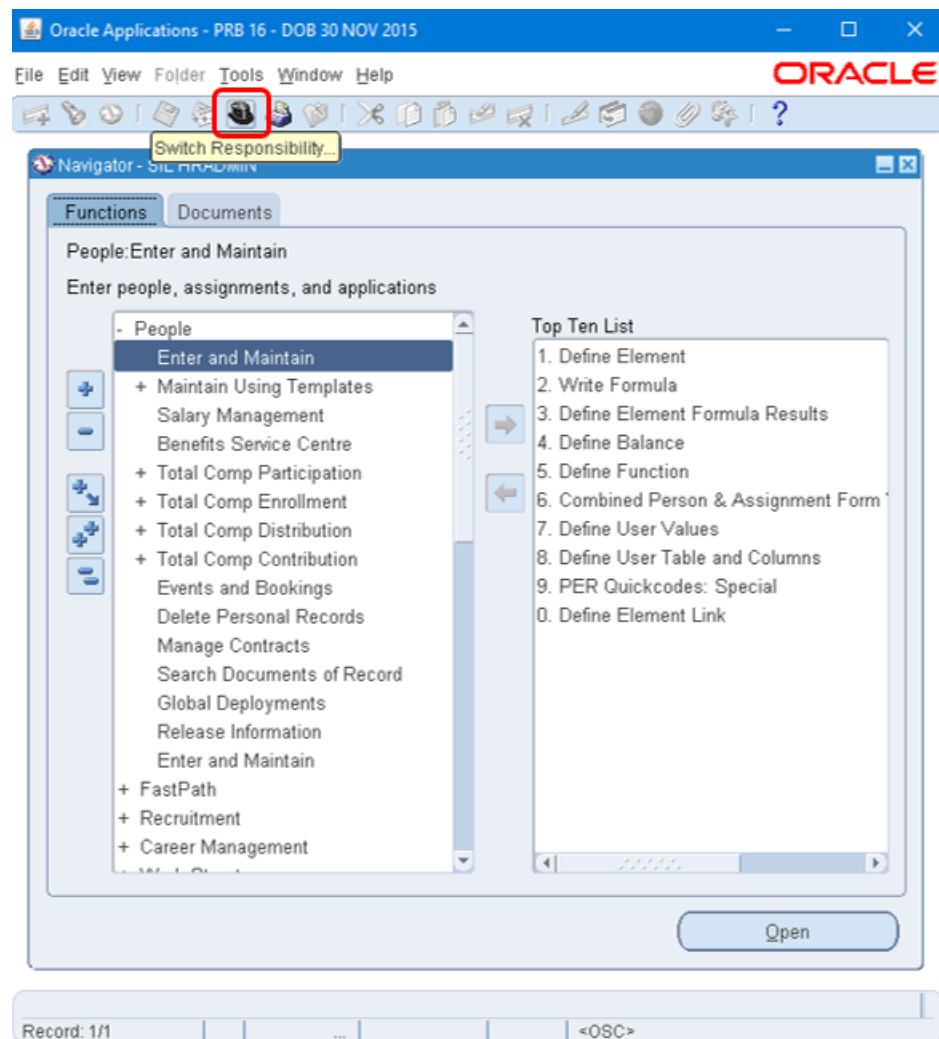 Oracle Applications - PRB 16 - DOB 30 NOV 2015
File Edit View Folder Tools Window Help
ORACLE
?
Switch Responsibility...
Navigator - SIL HRADMIN
Functions Documents
People:Enter and Maintain
Enter people, assignments, and applications
- People
Enter and Maintain
+ Maintain Using Templates
Salary Management
Benefits Service Centre
+ Total Comp Participation
+ Total Comp Enrollment
+ Total Comp Distribution
+ Total Comp Contribution
Events and Bookings
Delete Personal Records
Manage Contracts
Search Documents of Record
Global Deployments
Release Information
Enter and Maintain
+ FastPath
+ Recruitment
+ Career Management
Top Ten List
1. Define Element
2. Write Formula
3. Define Element Formula Results
4. Define Balance
5. Define Function
6. Combined Person & Assignment Form
7. Define User Values
8. Define User Table and Columns
9. PER Quickcodes: Special
0. Define Element Link
Open
Record: 1/1 ... <OSC>